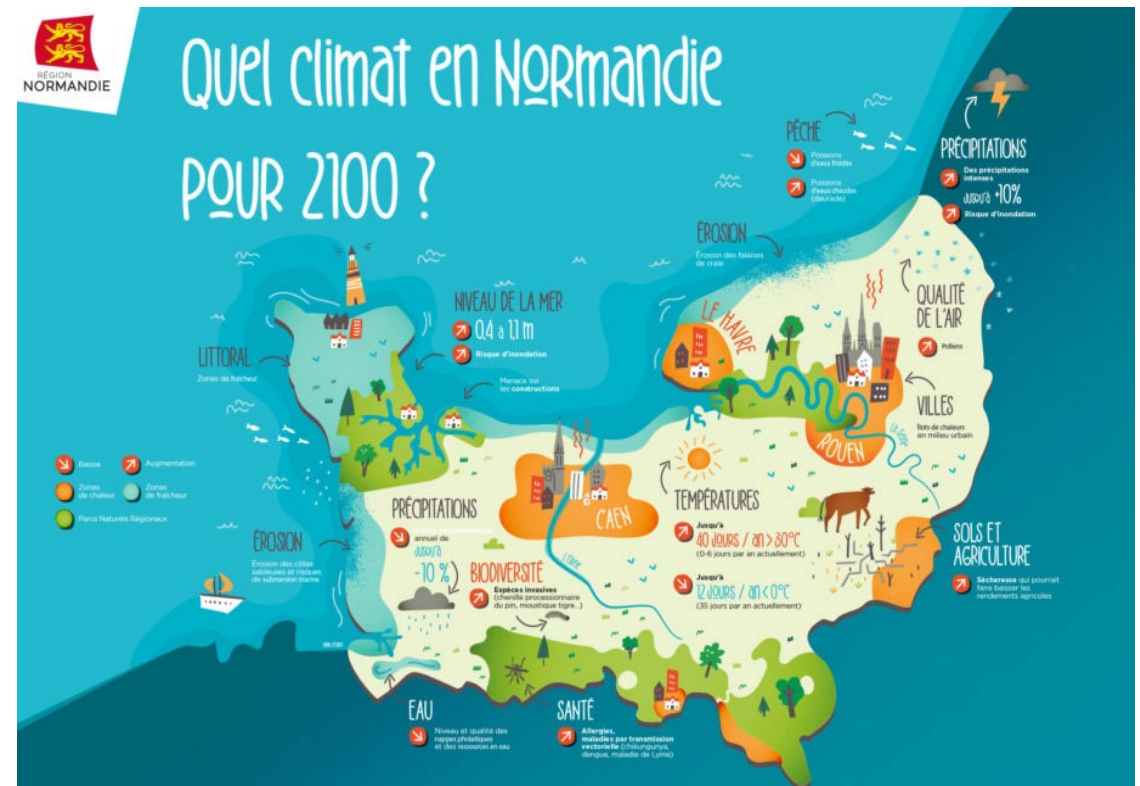 RÉGION
NORMANDIE
Quel climat en Normandie
pour 2100 ?
PÊCHE
Poissons
d'eaux froides
Poissons
d'eaux chaudes
(daurade)
PRÉCIPITATIONS
Des précipitations
intenses
Jusqu'à +10%
Risque d'inondation
ÉROSION
Érosion des falaises
de craie
NIVEAU DE LA MER
0,4 à 1,1 m
Risque d'inondation
Menace sur
les constructions
LITTORAL
Zones de fraîcheur
LE HAVRE
QUALITÉ
DE L'AIR
Pollens
VILLES
Îlots de chaleurs
en milieu urbain
ROUEN
LA SEINE
Baisse
Augmentation
Zones
de chaleur
Zones
de fraîcheur
Parcs Naturels Régionaux
ÉROSION
Érosion des côtes
sableuses et risques
de submersion marine
PRÉCIPITATIONS
annuel de
Jusqu'à
-10 %
CAEN
L'ORNE
TEMPÉRATURES
Jusqu'à
40 jours / an > 30°C
(0-6 jours par an actuellement)
Jusqu'à
12 jours / an < 0°C
(35 jours par an actuellement)
BIODIVERSITÉ
Espèces invasives
(chenille processionnaire
du pin, moustique tigre...)
SOLS ET
AGRICULTURE
Sécheresse qui pourrait
faire baisser les
rendements agricoles
EAU
Niveau et qualité des
nappes phréatiques
et des ressources en eau
SANTÉ
Allergies,
maladies par transmission
vectorielle (chikungunya,
dengue, maladie de Lyme)